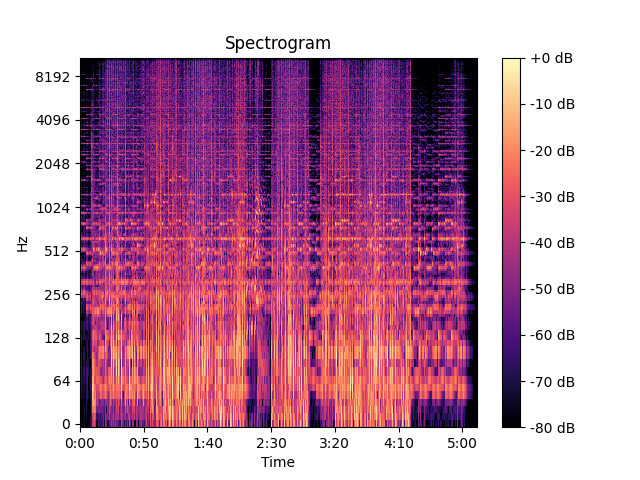 Spectrogram
8192
4096
2048
1024
512
256
128
64
0
Hz
0:00 0:50 1:40 2:30 3:20 4:10 5:00
Time
+0 dB
-10 dB
-20 dB
-30 dB
-40 dB
-50 dB
-60 dB
-70 dB
-80 dB